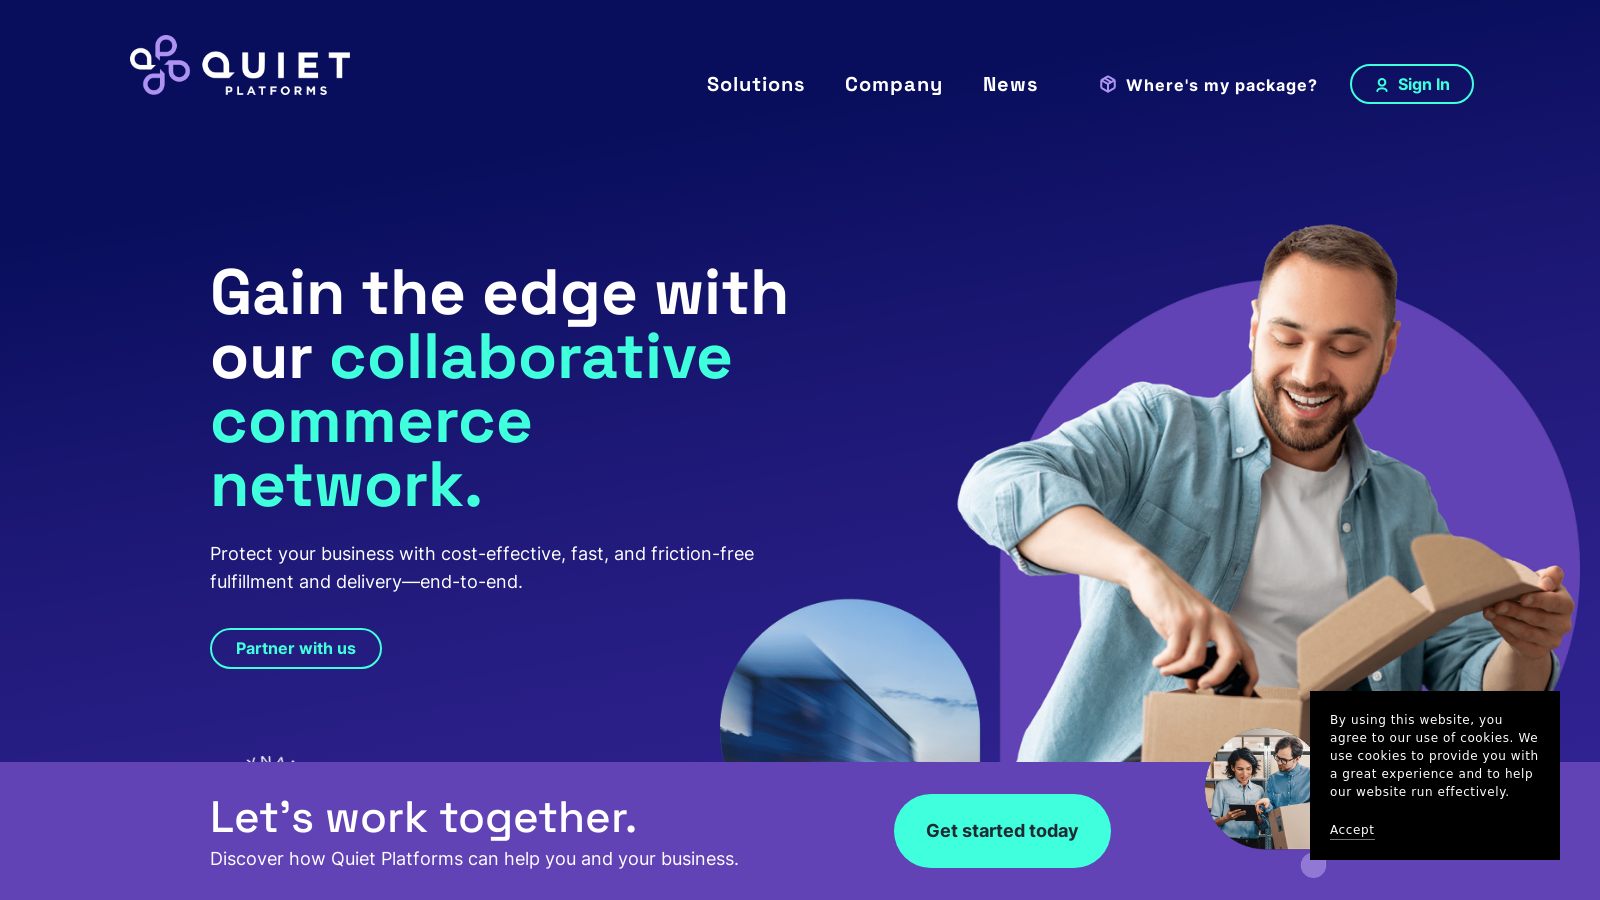 QUIET
PLATFORMS
Solutions
Company
News
Where's my package?
Sign In
Gain the edge with
our collaborative
commerce
network.
Protect your business with cost-effective, fast, and friction-free
fulfillment and delivery—end-to-end.
Partner with us
Let’s work together.
Discover how Quiet Platforms can help you and your business.
Get started today
By using this website, you
agree to our use of cookies. We
use cookies to provide you with
a great experience and to help
our website run effectively.
Accept